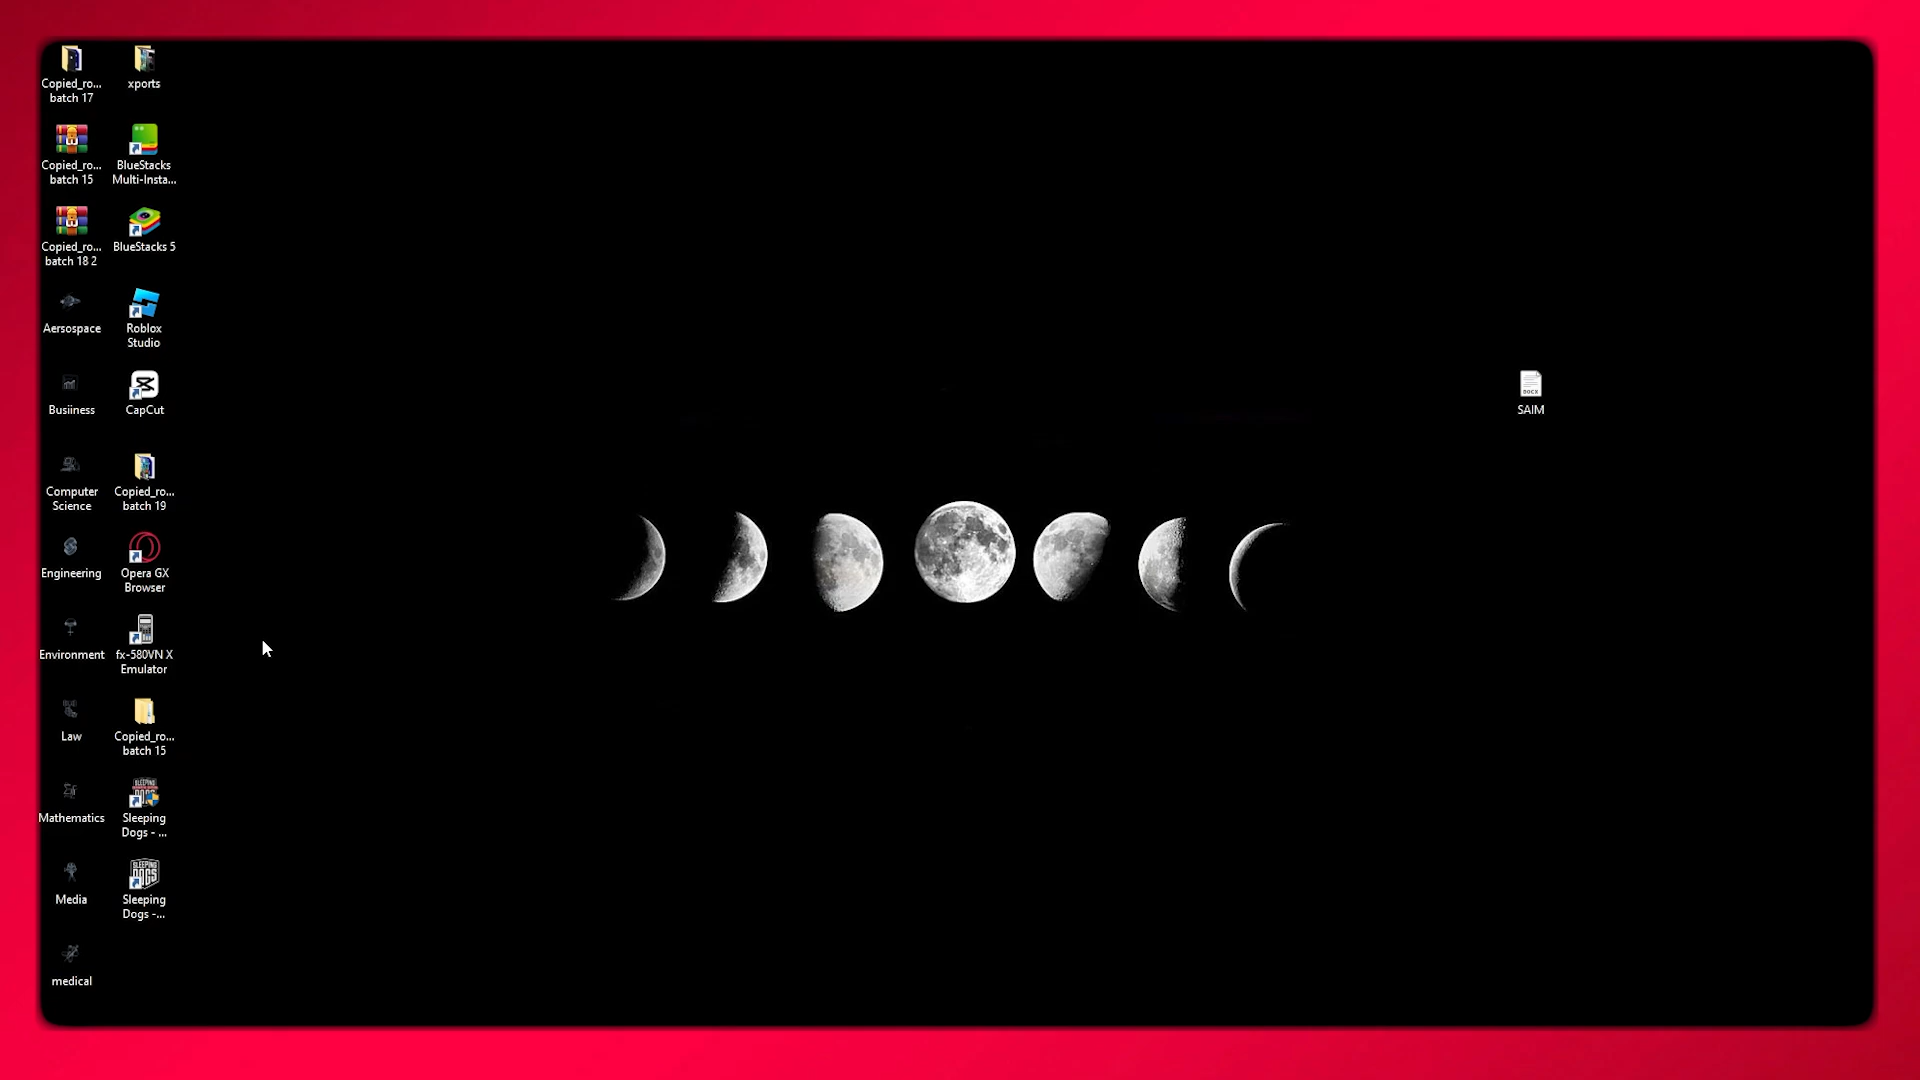 Copied_ro...
batch 17
xports
Copied_ro...
batch 15
BlueStacks
Multi-Insta...
Copied_ro...
batch 18 2
BlueStacks 5
Aersospace
Roblox
Studio
Busiiness
CapCut
SAIM
Computer
Science
Copied_ro...
batch 19
Engineering
Opera GX
Browser
Environment
fx-580VN X
Emulator
Law
Copied_ro...
batch 15
Mathematics
Sleeping
Dogs - ...
Media
Sleeping
Dogs -...
medical